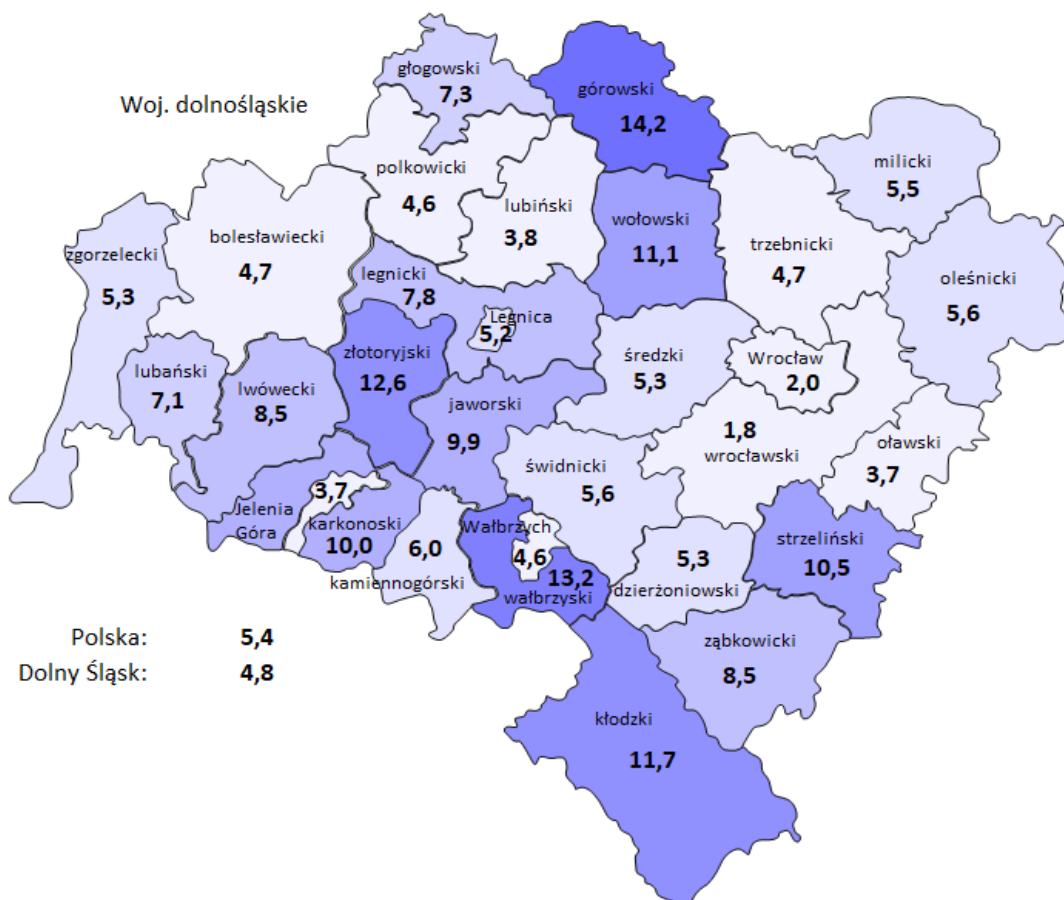 głogowski
7,3
Woj. dolnośląskie
górowski
14,2
polkowicki
4,6
lubiński
3,8
milicki
5,5
wołowski
11,1
trzebnicki
4,7
bolesławiecki
4,7
zgorzelecki
5,3
legnicki
7,8
oleśnicki
5,6
Legnica
5,2
złotoryjski
12,6
średzki
5,3
Wrocław
2,0
lubański
7,1
lwówecki
8,5
jaworski
9,9
1,8
wrocławski
oławski
3,7
świdnicki
5,6
3,7
Jelenia
Góra
karkonoski
10,0
6,0
kamiennogórski
Wałbrzych
4,6
13,2
wałbrzyski
5,3
dzierżoniowski
strzeliński
10,5
Polska: 5,4
Dolny Śląsk: 4,8
ząbkowicki
8,5
kłodzki
11,7